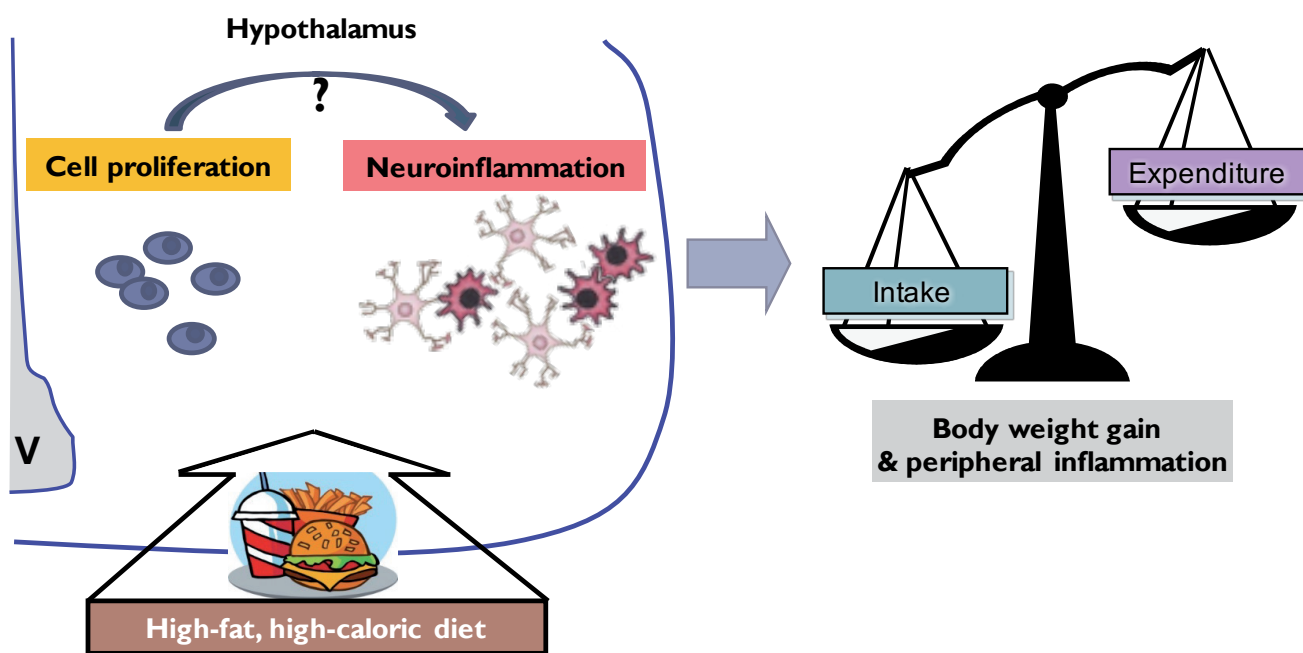 Hypothalamus
?
Cell proliferation
Neuroinflammation
V
High-fat, high-caloric diet
Expenditure
Intake
Body weight gain
& peripheral inflammation